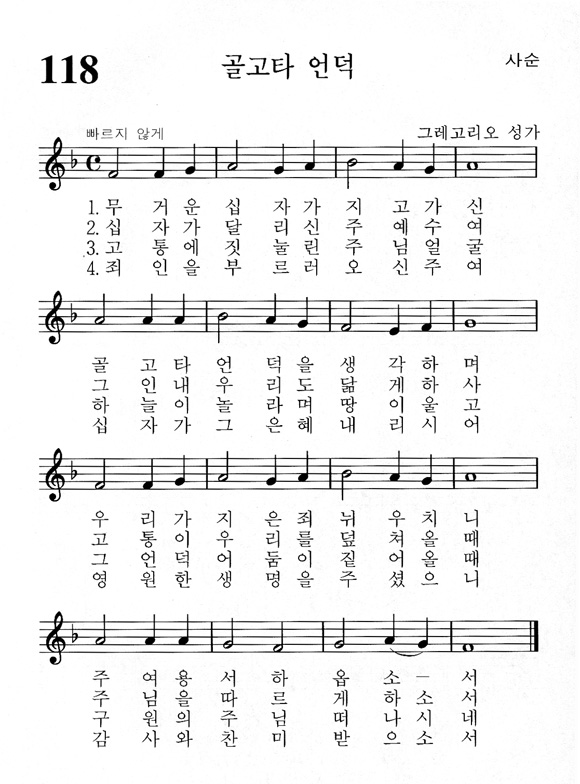 118
골고타 언덕
사순
빠르지 않게
그레고리오 성가
1. 무 거 운 십 자 가 지 고 가 신
2. 십 자 가 달 리 신 주 예 수 여
3. 고 통 에 짓 눌 린 주 님 얼 굴
4. 죄 인 을 부 르 러 오 신 주 여
골 고 타 언 덕 을 생 각 하 며
그 인 내 우 리 도 닮 게 하 사
하 늘 이 놀 라 며 땅 이 울 고
십 자 가 그 은 혜 내 리 시 어
우 리 가 지 은 죄 뉘 우 치 니
고 통 이 우 리 를 덮 쳐 올 때
그 언 덕 어 둠 이 짙 어 올 때
영 원 한 생 명 을 주 셨 으 니
주 여 용 서 하 옵 소 － 서
주 님 을 따 르 게 하 소 서
구 원 의 주 님 떠 나 시 네
감 사 와 찬 미 받 으 소 서